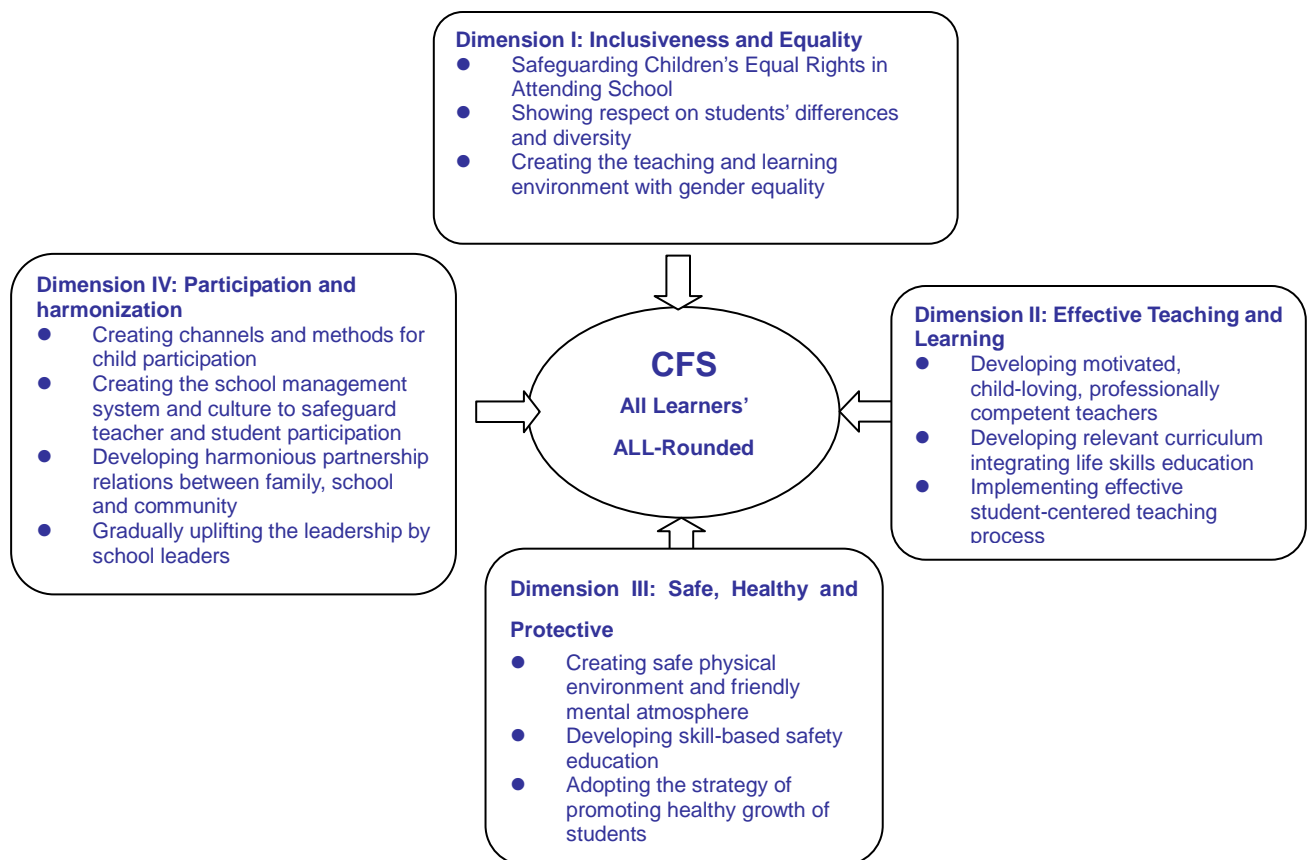 Dimension I: Inclusiveness and Equality
● Safeguarding Children's Equal Rights in
Attending School
● Showing respect on students' differences
and diversity
● Creating the teaching and learning
environment with gender equality
Dimension IV: Participation and
harmonization
● Creating channels and methods for
child participation
● Creating the school management
system and culture to safeguard
teacher and student participation
● Developing harmonious partnership
relations between family, school
and community
● Gradually uplifting the leadership by
school leaders
CFS
All Learners'
ALL-Rounded
Dimension II: Effective Teaching and
Learning
● Developing motivated,
child-loving, professionally
competent teachers
● Developing relevant curriculum
integrating life skills education
● Implementing effective
student-centered teaching
process
Dimension III: Safe, Healthy and
Protective
● Creating safe physical
environment and friendly
mental atmosphere
● Developing skill-based safety
education
● Adopting the strategy of
promoting healthy growth of
students